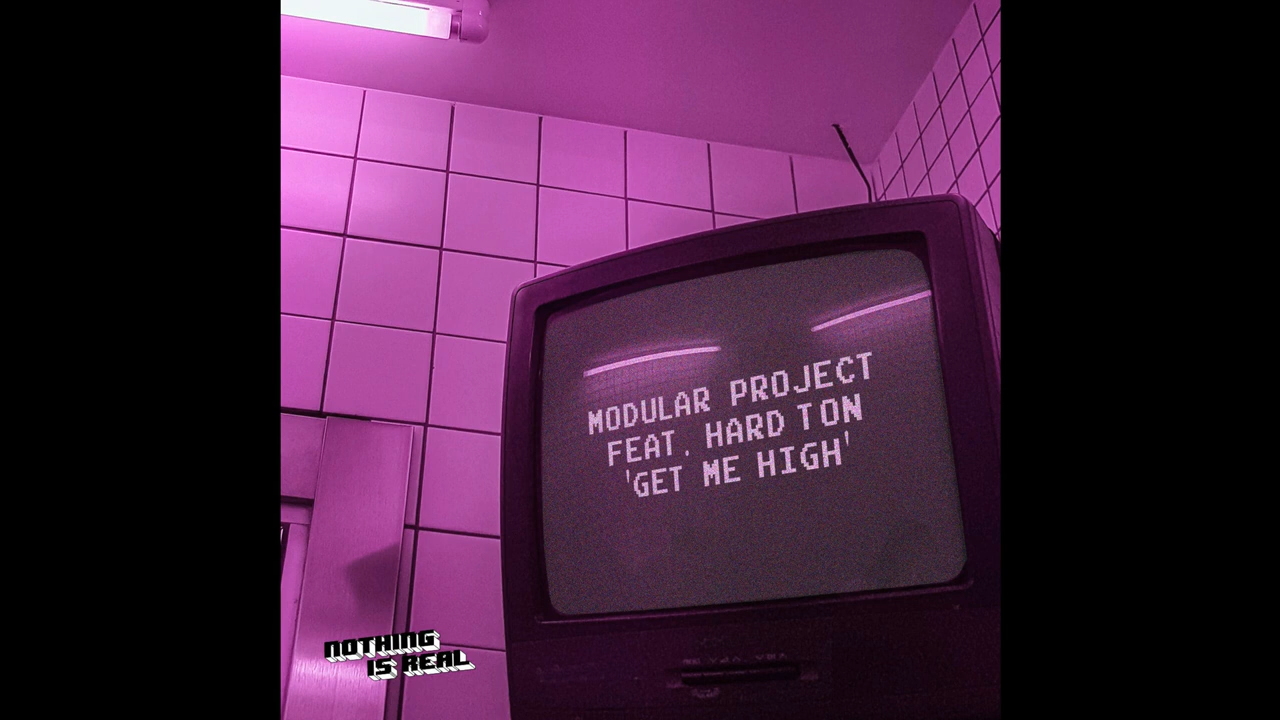 MODULAR PROJECT
FEAT. HARD TON
'GET ME HIGH'
NOTHING
IS REAL